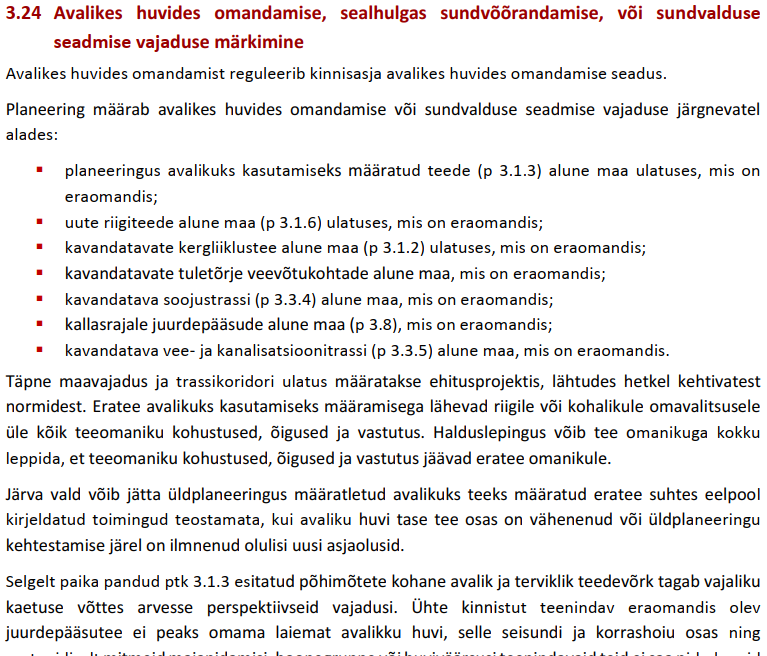 3.24 Avalikes huvides omandamise, sealhulgas sundvõõrandamise, või sundvalduse
seadmise vajaduse märkimine
Avalikes huvides omandamist reguleerib kinnisasja avalikes huvides omandamise seadus.
Planeering määrab avalikes huvides omandamise või sundvalduse seadmise vajaduse järgnevatel
alades:
▪ planeeringus avalikuks kasutamiseks määratud teede (p 3.1.3) alune maa ulatuses, mis on
eraomandis;
▪ uute riigiteede alune maa (p 3.1.6) ulatuses, mis on eraomandis;
▪ kavandatavate kergliiklustee alune maa (p 3.1.2) ulatuses, mis on eraomandis;
▪ kavandatavate tuletõrje veevõtukohtade alune maa, mis on eraomandis;
▪ kavandatava soojustrassi (p 3.3.4) alune maa, mis on eraomandis;
▪ kallasrajale juurdepääsude alune maa (p 3.8), mis on eraomandis;
▪ kavandatava vee- ja kanalisatsioonitrassi (p 3.3.5) alune maa, mis on eraomandis.
Täpne maavajadus ja trassikoridori ulatus määratakse ehitusprojektis, lähtudes hetkel kehtivatest
normidest. Eratee avalikuks kasutamiseks määramisega lähevad riigile või kohalikule omavalitsusele
üle kõik teeomaniku kohustused, õigused ja vastutus. Halduslepingus võib tee omanikuga kokku
leppida, et teeomaniku kohustused, õigused ja vastutus jäävad eratee omanikule.
Järva vald võib jätta üldplaneeringus määratletud avalikuks teeks määratud eratee suhtes eelpool
kirjeldatud toimingud teostamata, kui avaliku huvi tase tee osas on vähenenud või üldplaneeringu
kehtestamise järel on ilmnenud olulisi uusi asjaolusid.
Selgelt paika pandud ptk 3.1.3 esitatud põhimõtete kohane avalik ja terviklik teedevõrk tagab vajaliku
kaetuse võttes arvesse perspektiivseid vajadusi. Ühte kinnistut teenindav eraomandis olev
juurdepääsutee ei peaks omama laiemat avalikku huvi, selle seisundi ja korrashoiu osas ning